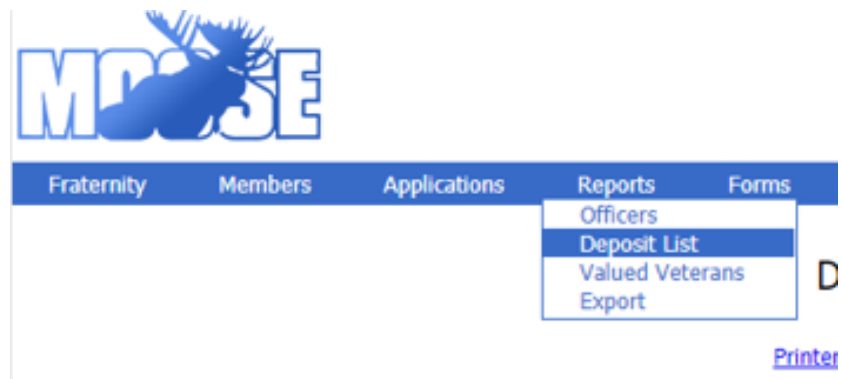 MOOSE
Fraternity Members Applications Reports Forms
Officers
Deposit List
Valued Veterans
Export
D
Printer